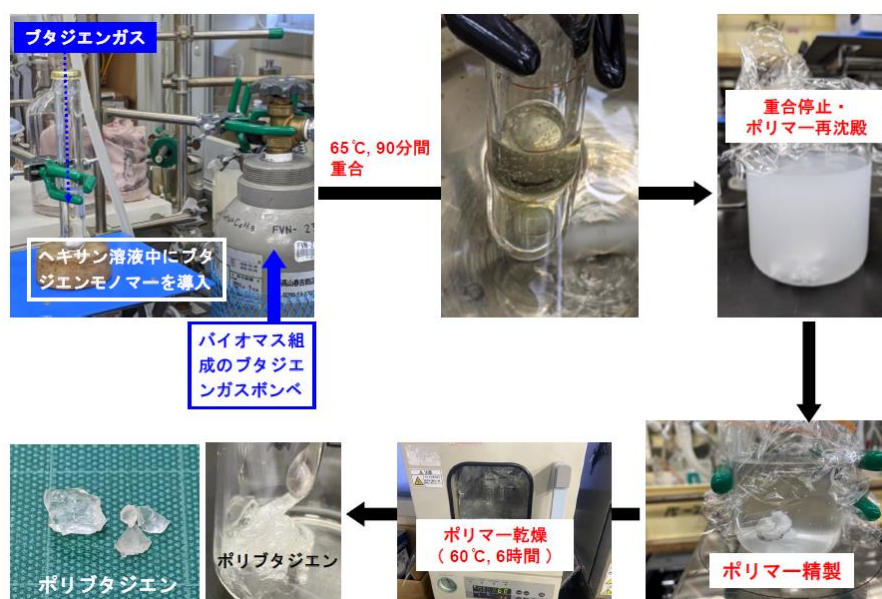 ブタジエンガス
ヘキサン溶液中にブタ
ジエンモノマーを導入
バイオマス組
成のブタジエ
ンガスボンベ
65℃, 90分間
重合
重合停止・
ポリマー再沈殿
ポリマー精製
ポリマー乾燥
( 60℃, 6時間 )
ポリブタジエン
ポリブタジエン